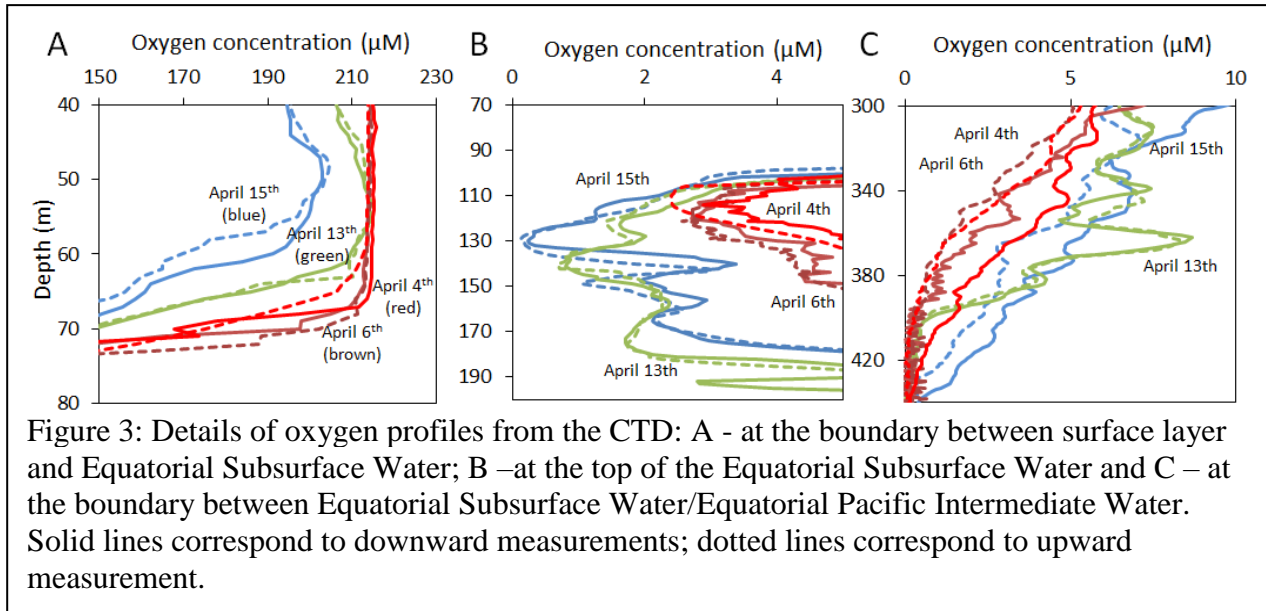 A
Oxygen concentration (µM)
150 170 190 210 230
40
50
60
70
80
Depth (m)
April 15th
(blue)
April 13th
(green)
April 4th
(red)
April 6th
(brown)
B
Oxygen concentration (µM)
0 2 4
70
90
110
130
150
170
190
April 15th
April 4th
April 6th
April 13th
C
Oxygen concentration (µM)
0 5 10
300
340
380
420
April 4th
April 6th
April 15th
April 13th
Figure 3: Details of oxygen profiles from the CTD: A - at the boundary between surface layer
and Equatorial Subsurface Water; B –at the top of the Equatorial Subsurface Water and C – at
the boundary between Equatorial Subsurface Water/Equatorial Pacific Intermediate Water.
Solid lines correspond to downward measurements; dotted lines correspond to upward
measurement.